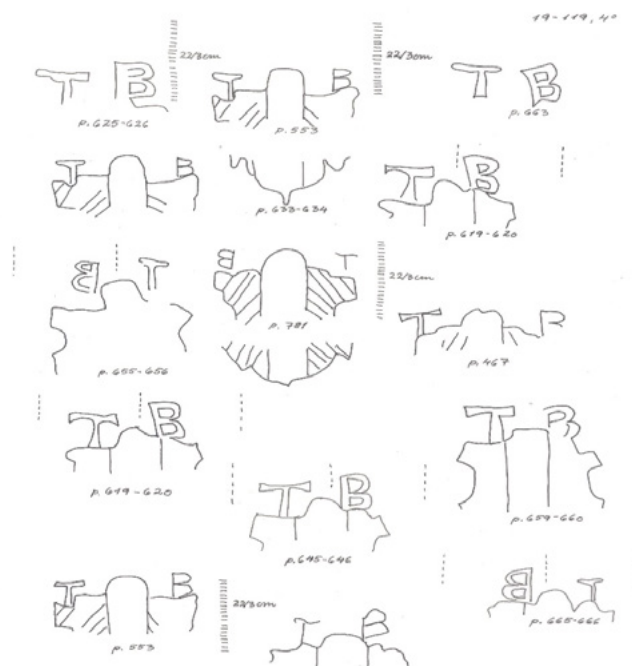 19-119, 4°
22/3cm
22/3cm
T B
p. 625-626
T B
p. 553
T B
p. 663
T B
p. 633-634
T B
p. 619-620
B T
p. 655-656
B T
p. 781
22/3cm
T B
p. 467
T B
p. 619-620
T B
p. 645-646
T B
p. 659-660
T B
p. 553
22/3cm
T B
B T
p. 665-666